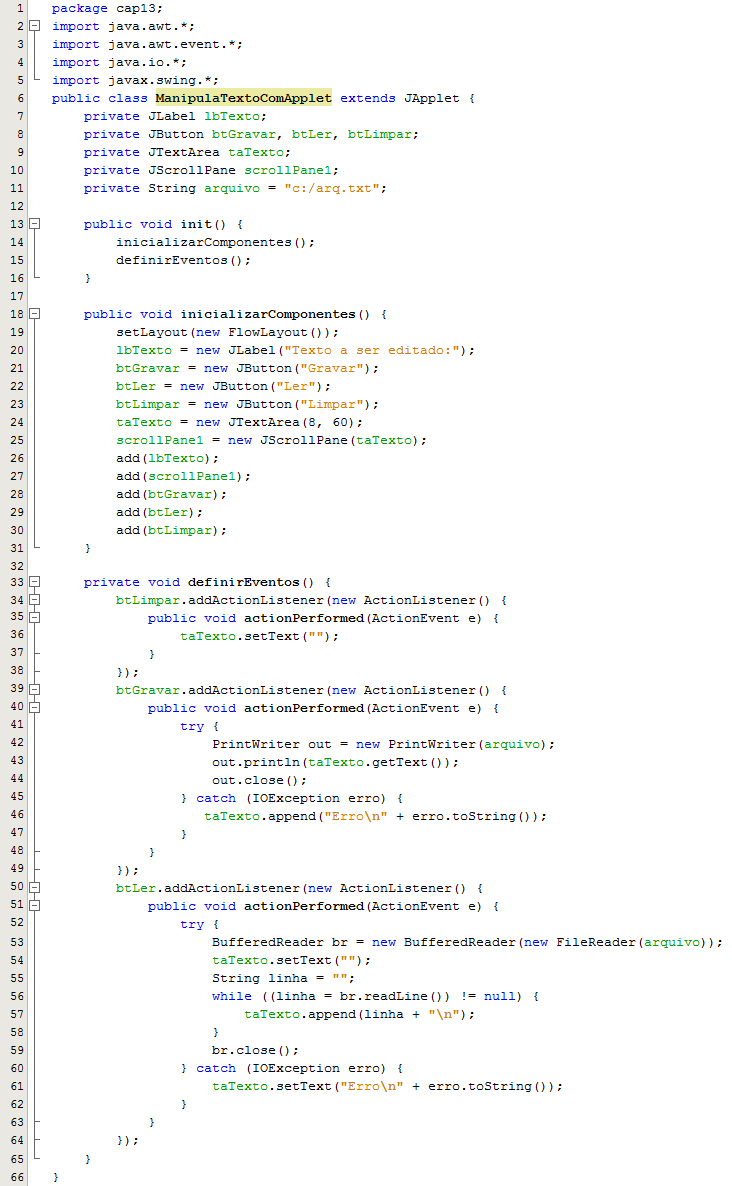 1 package cap13;
2 import java.awt.*;
3 import java.awt.event.*;
4 import java.io.*;
5 import javax.swing.*;
6 public class ManipulaTextoComApplet extends JApplet {
7     private JLabel lbTexto;
8     private JButton btGravar, btLer, btLimpar;
9     private JTextArea taTexto;
10     private JScrollPane scrollPane1;
11     private String arquivo = "c:/arq.txt";
12
13     public void init() {
14         inicializarComponentes();
15         definirEventos();
16     }
17
18     public void inicializarComponentes() {
19         setLayout(new FlowLayout());
20         lbTexto = new JLabel("Texto a ser editado:");
21         btGravar = new JButton("Gravar");
22         btLer = new JButton("Ler");
23         btLimpar = new JButton("Limpar");
24         taTexto = new JTextArea(8, 60);
25         scrollPane1 = new JScrollPane(taTexto);
26         add(lbTexto);
27         add(scrollPane1);
28         add(btGravar);
29         add(btLer);
30         add(btLimpar);
31     }
32
33     private void definirEventos() {
34         btLimpar.addActionListener(new ActionListener() {
35             public void actionPerformed(ActionEvent e) {
36                 taTexto.setText("");
37             }
38         });
39         btGravar.addActionListener(new ActionListener() {
40             public void actionPerformed(ActionEvent e) {
41                 try {
42                     PrintWriter out = new PrintWriter(arquivo);
43                     out.println(taTexto.getText());
44                     out.close();
45                 } catch (IOException erro) {
46                    taTexto.append("Erro\n" + erro.toString());
47                 }
48             }
49         });
50         btLer.addActionListener(new ActionListener() {
51             public void actionPerformed(ActionEvent e) {
52                 try {
53                     BufferedReader br = new BufferedReader(new FileReader(arquivo));
54                     taTexto.setText("");
55                     String linha = "";
56                     while ((linha = br.readLine()) != null) {
57                         taTexto.append(linha + "\n");
58                     }
59                     br.close();
60                 } catch (IOException erro) {
61                     taTexto.setText("Erro\n" + erro.toString());
62                 }
63             }
64         });
65     }
66 }